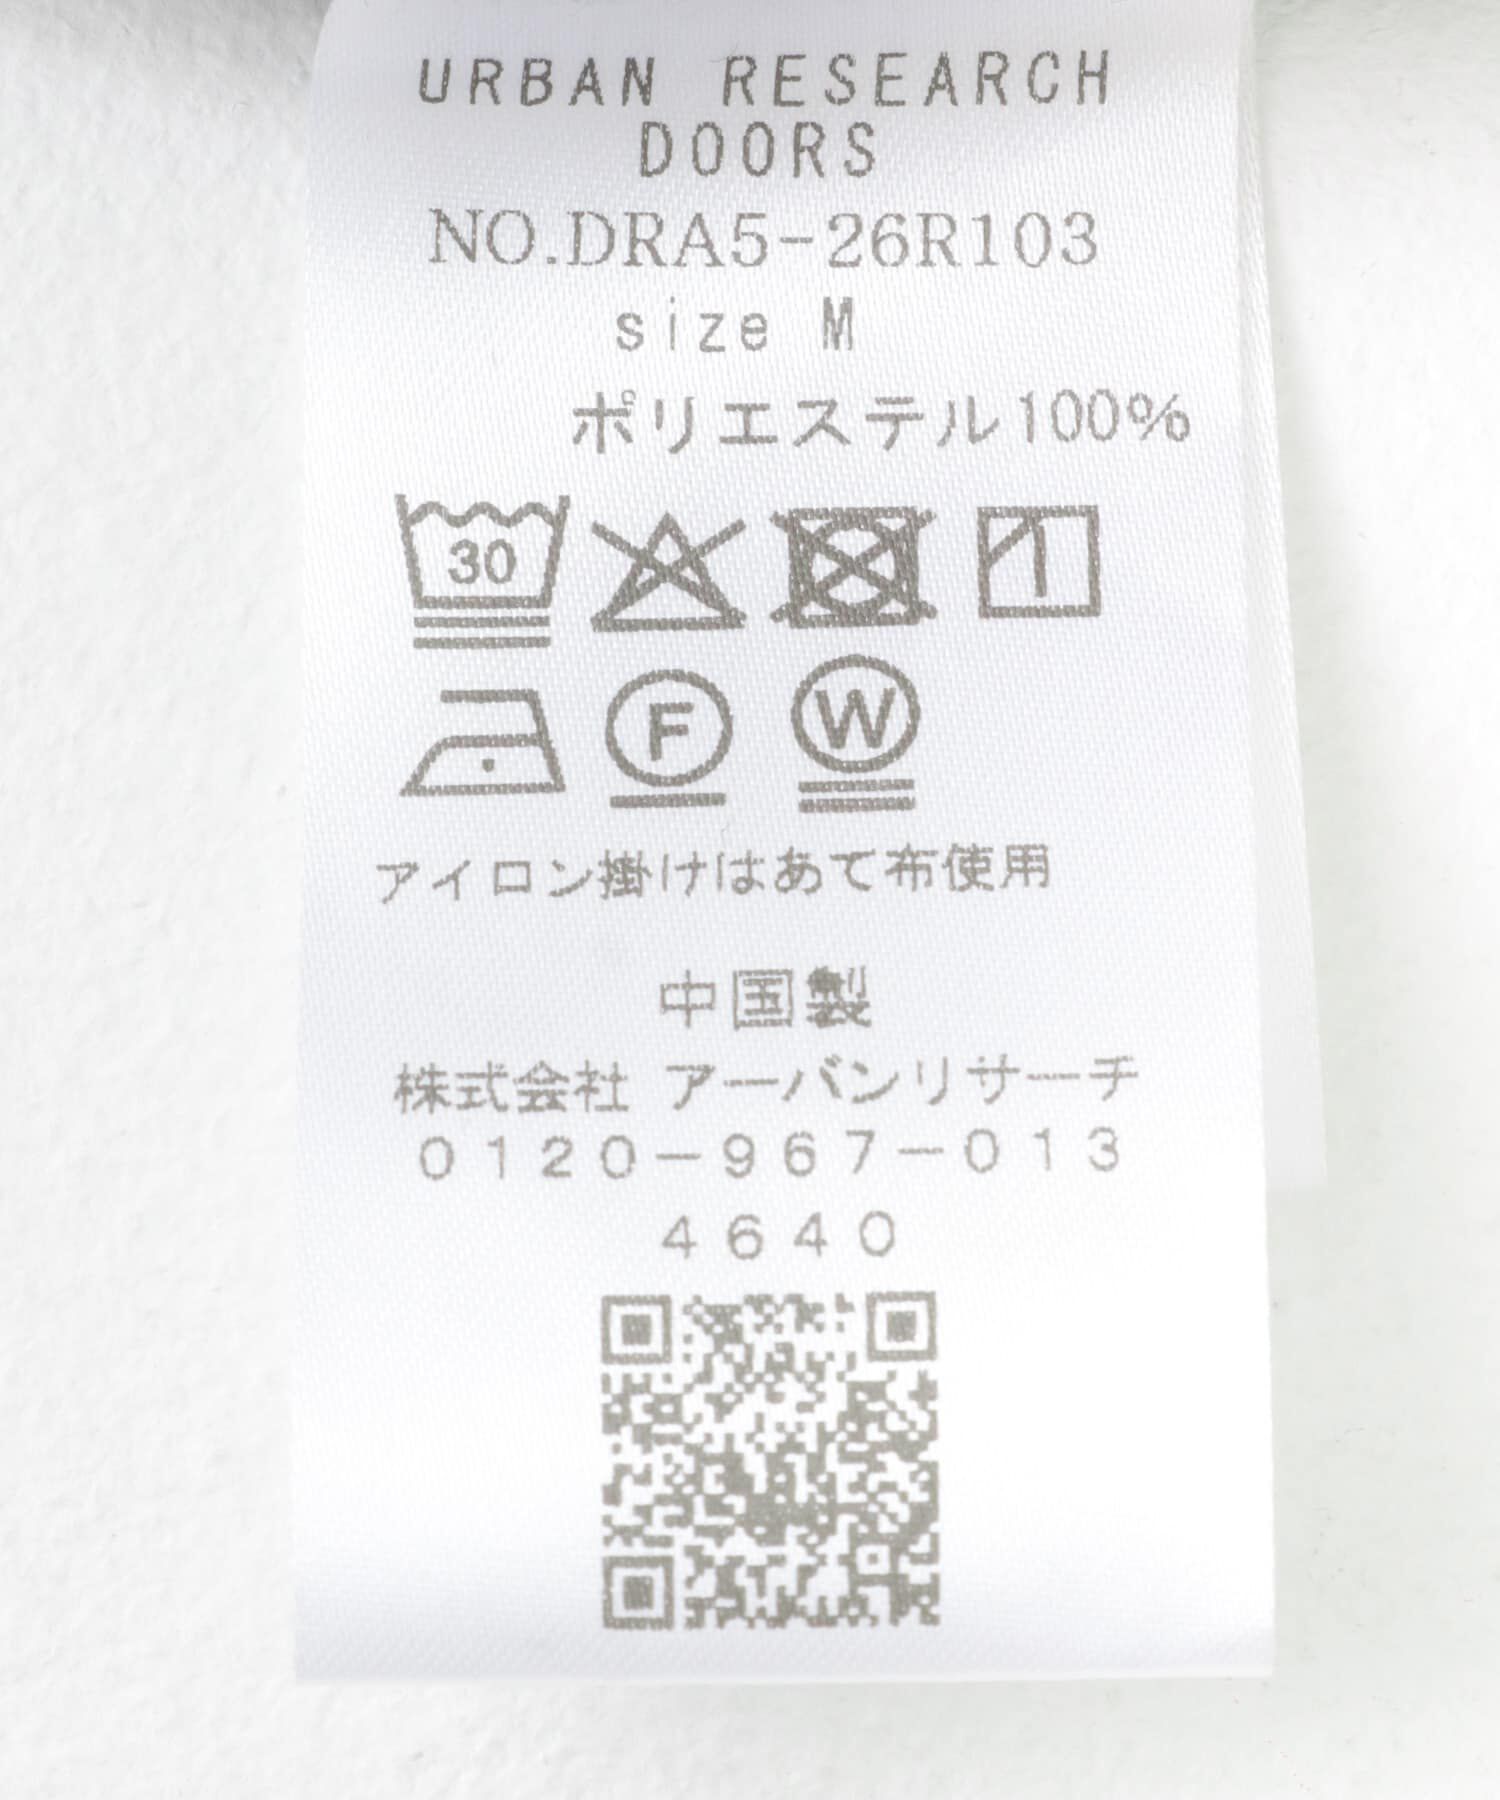 URBAN RESEARCH
DOORS
NO.DRA5-26R103
size M
ポリエステル100%
30
F
W
アイロン掛けはあて布使用
中国製
株式会社 アーバンリサーチ
0120-967-013
4640